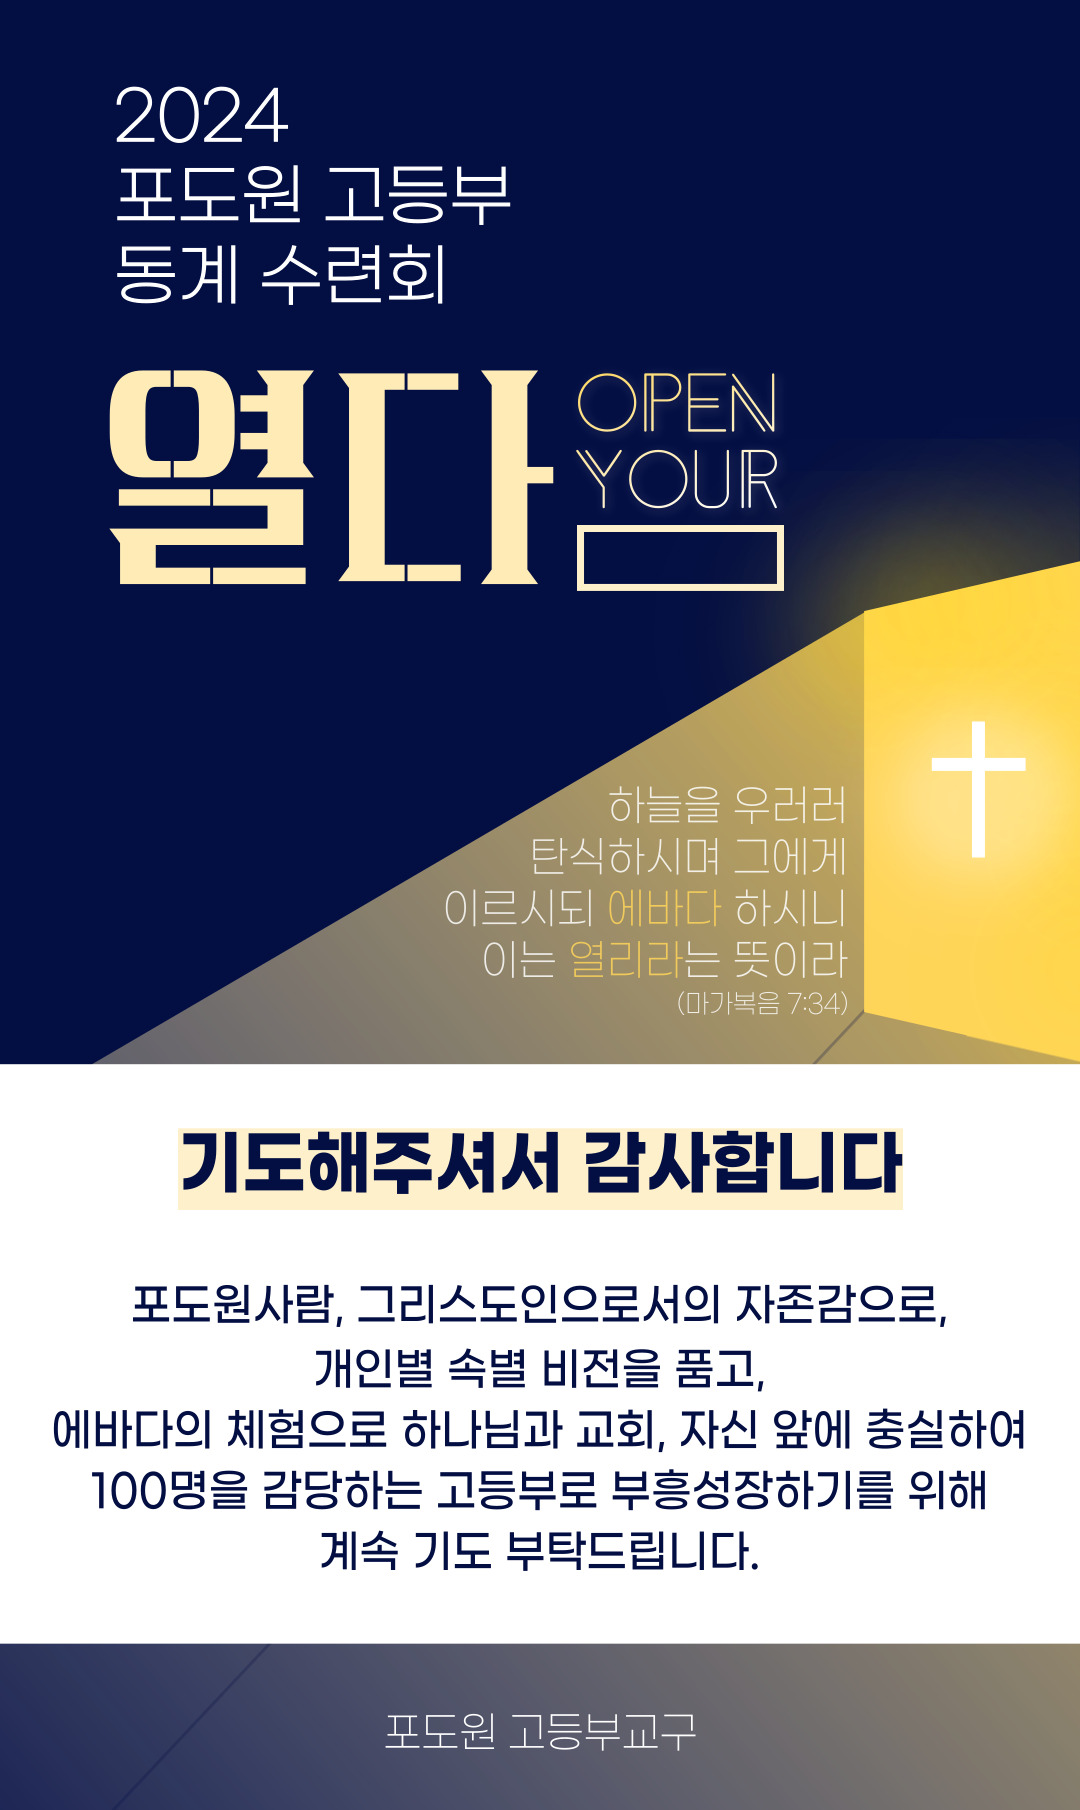 2024
포도원 고등부
동계 수련회
열다
OPEN
YOUR
하늘을 우러러
탄식하시며 그에게
이르시되 에바다 하시니
이는 열리라는 뜻이라
(마가복음 7:34)
기도해주셔서 감사합니다
포도원사람, 그리스도인으로서의 자존감으로,
개인별 속별 비전을 품고,
에바다의 체험으로 하나님과 교회, 자신 앞에 충실하여
100명을 감당하는 고등부로 부흥성장하기를 위해
계속 기도 부탁드립니다.
포도원 고등부교구